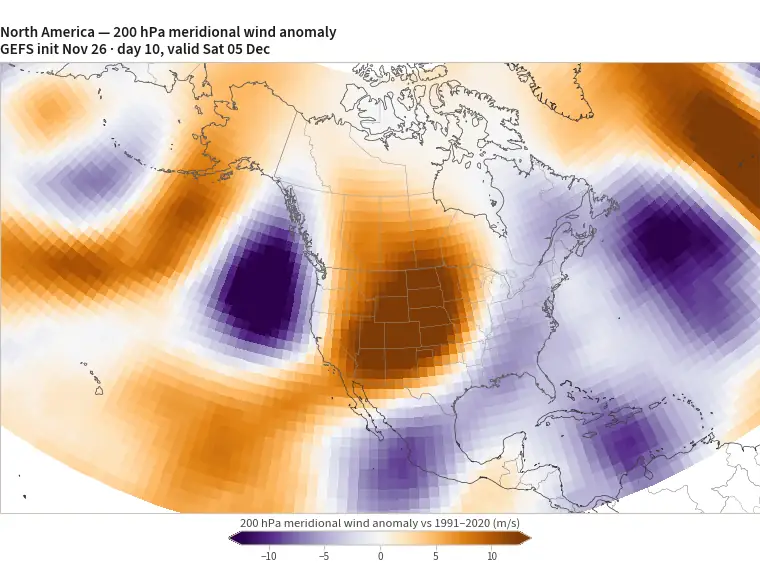 North America — 200 hPa meridional wind anomaly
GEFS init Nov 26 · day 10, valid Sat 05 Dec
200 hPa meridional wind anomaly vs 1991–2020 (m/s)
−10 −5 0 5 10